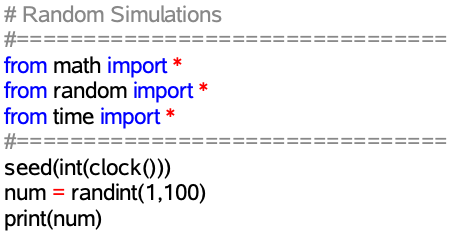 # Random Simulations
#================================
from math import *
from random import *
from time import *
#================================
seed(int(clock()))
num = randint(1,100)
print(num)